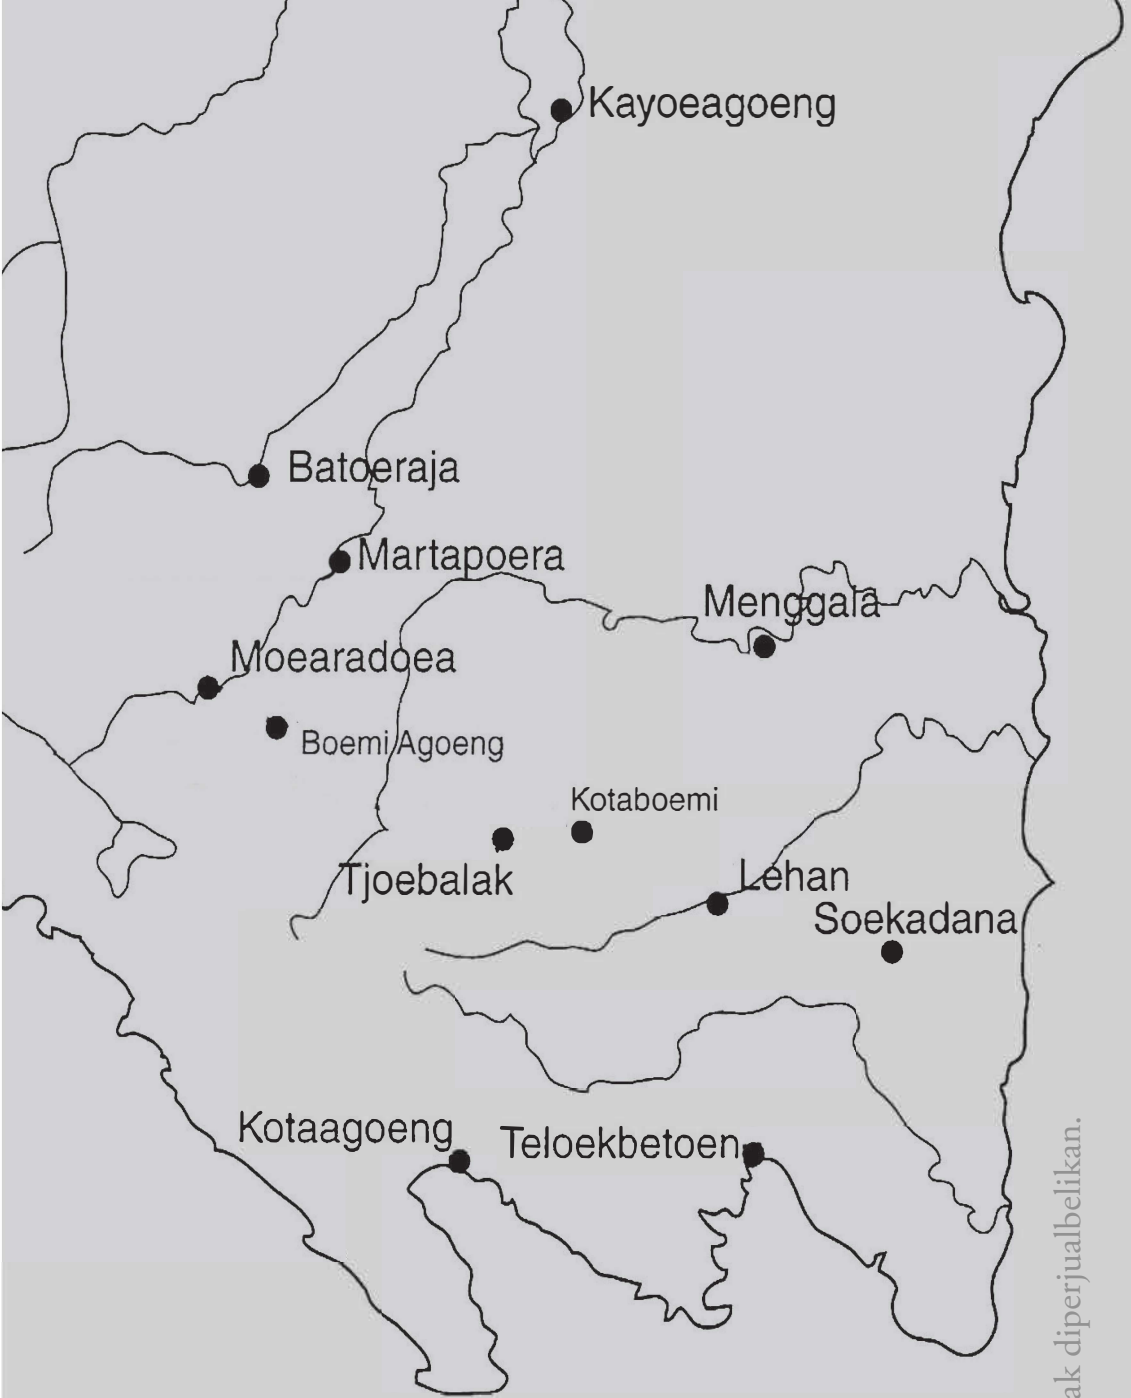 Kayoeagoeng
Batoeraja
Martapoera
Menggala
Moearadoea
Boemi Agoeng
Kotaboemi
Tjoebalak
Lehan
Soekadana
Kotaagoeng
Teloekbetoen
ak diperjualbelikan.